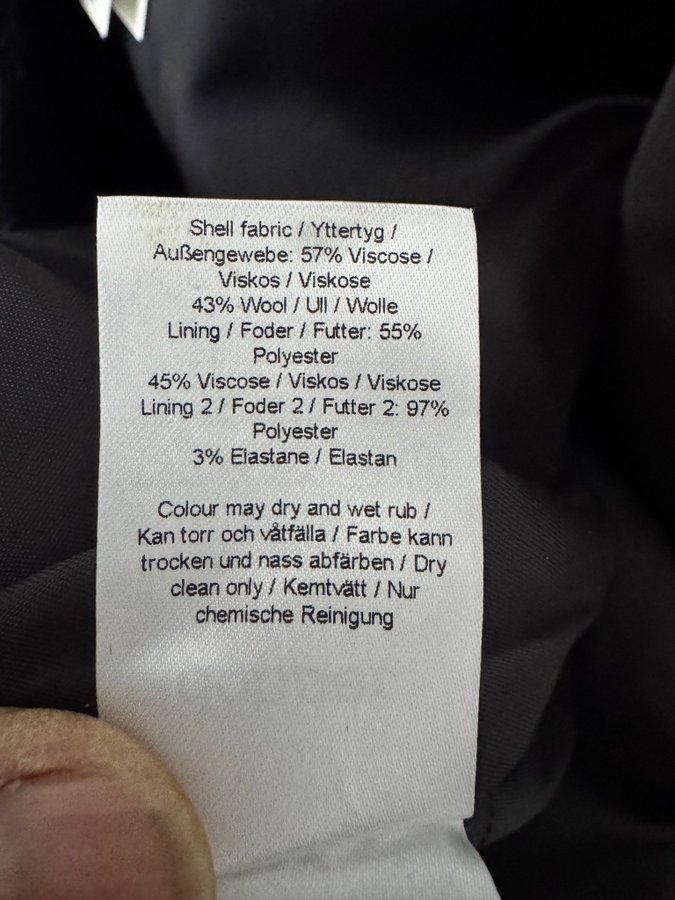 Shell fabric / Yttertyg /
Außengewebe: 57% Viscose /
Viskos / Viskose
43% Wool / Ull / Wolle
Lining / Foder / Futter: 55%
Polyester
45% Viscose / Viskos / Viskose
Lining 2 / Foder 2 / Futter 2: 97%
Polyester
3% Elastane / Elastan
Colour may dry and wet rub /
Kan torr och våtfälla / Farbe kann
trocken und nass abfärben / Dry
clean only / Kemtvätt / Nur
chemische Reinigung